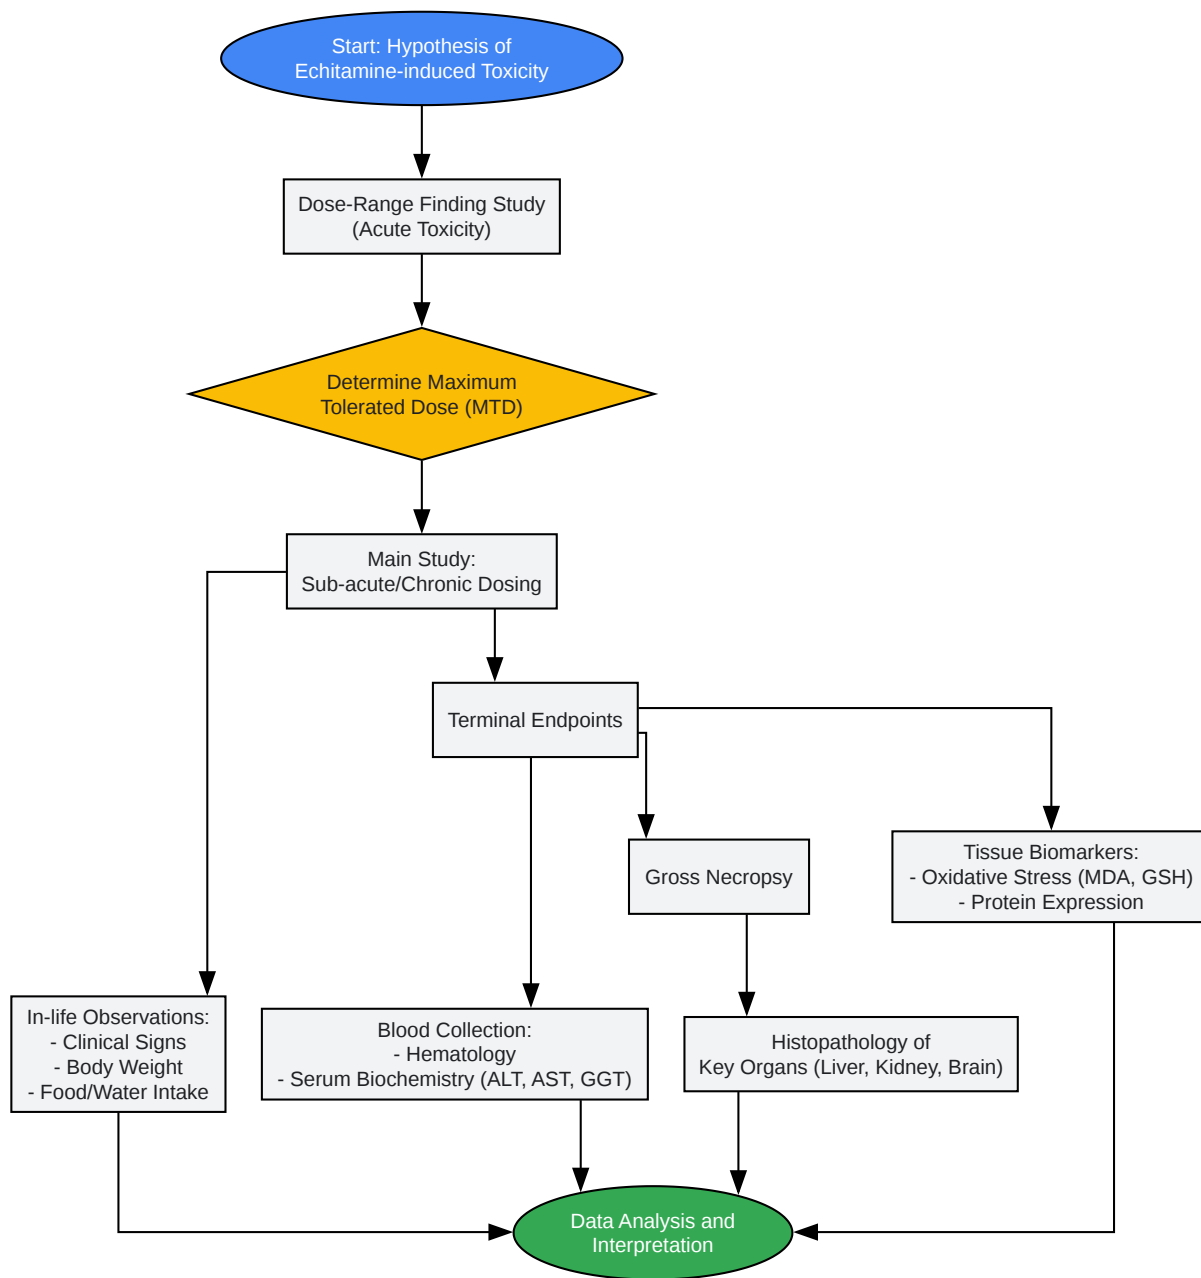 Start: Hypothesis of
Echitamine-induced Toxicity
Dose-Range Finding Study
(Acute Toxicity)
Determine Maximum
Tolerated Dose (MTD)
Main Study:
Sub-acute/Chronic Dosing
Terminal Endpoints
Gross Necropsy
Tissue Biomarkers:
- Oxidative Stress (MDA, GSH)
- Protein Expression
In-life Observations:
- Clinical Signs
- Body Weight
- Food/Water Intake
Blood Collection:
- Hematology
- Serum Biochemistry (ALT, AST, GGT)
Histopathology of
Key Organs (Liver, Kidney, Brain)
Data Analysis and
Interpretation